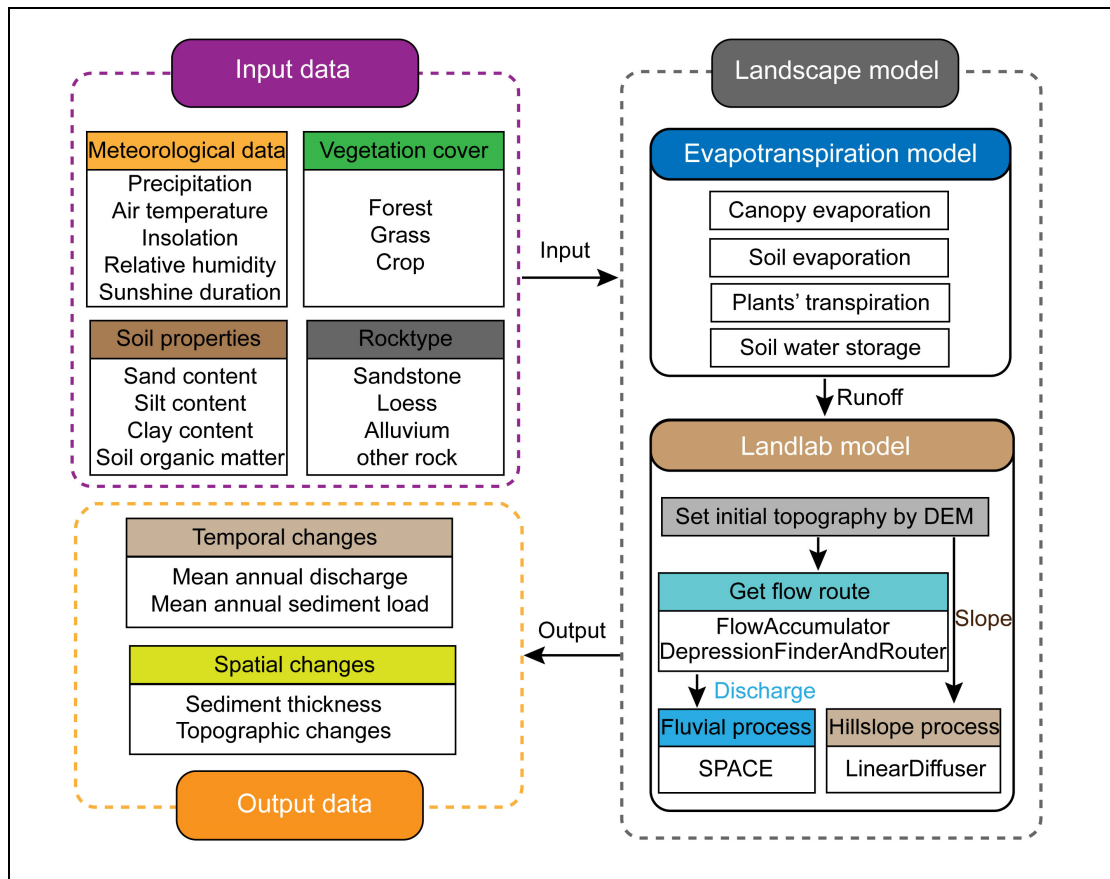 Input data
Meteorological data
Precipitation
Air temperature
Insolation
Relative humidity
Sunshine duration
Vegetation cover
Forest
Grass
Crop
Soil properties
Sand content
Silt content
Clay content
Soil organic matter
Rocktype
Sandstone
Loess
Alluvium
other rock
Input
Landscape model
Evapotranspiration model
Canopy evaporation
Soil evaporation
Plants’ transpiration
Soil water storage
Runoff
Landlab model
Set initial topography by DEM
Get flow route
FlowAccumulator
DepressionFinderAndRouter
Slope
Discharge
Fluvial process
SPACE
Hillslope process
LinearDiffuser
Output
Temporal changes
Mean annual discharge
Mean annual sediment load
Spatial changes
Sediment thickness
Topographic changes
Output data